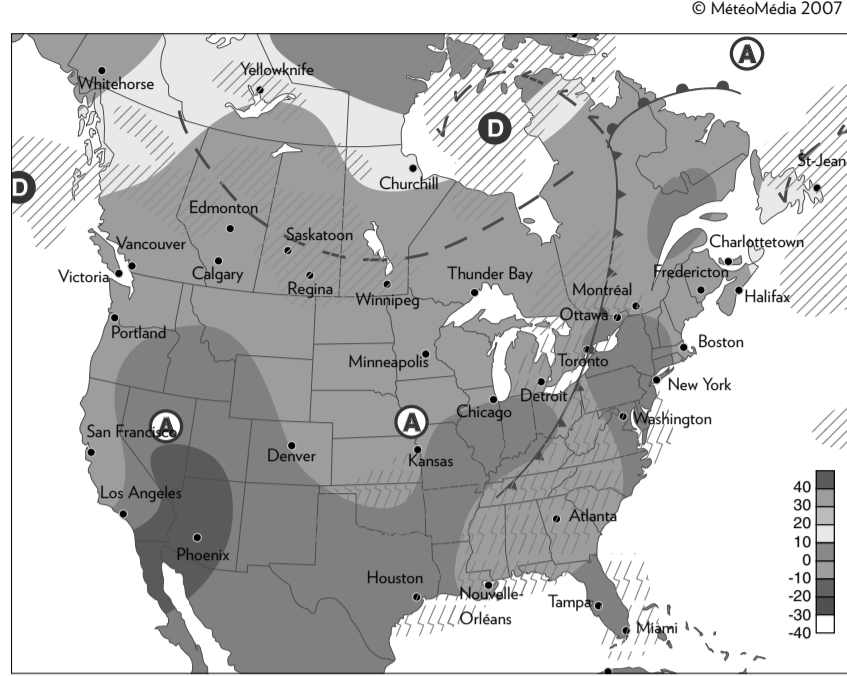 © MétéoMédia 2007
A
Whitehorse
Yellowknife
D
St-Jean
D
Churchill
Edmonton
Saskatoon
Vancouver
Charlottetown
Victoria
Calgary
Regina
Winnipeg
Thunder Bay
Fredericton
Montréal
Halifax
Ottawa
Portland
Boston
Minneapolis
Toronto
New York
Detroit
Chicago
Washington
A
A
San Francisco
Denver
Kansas
Los Angeles
Atlanta
Phoenix
Houston
Nouvelle-
Orléans
Tampa
Miami
40
30
20
10
0
-10
-20
-30
-40